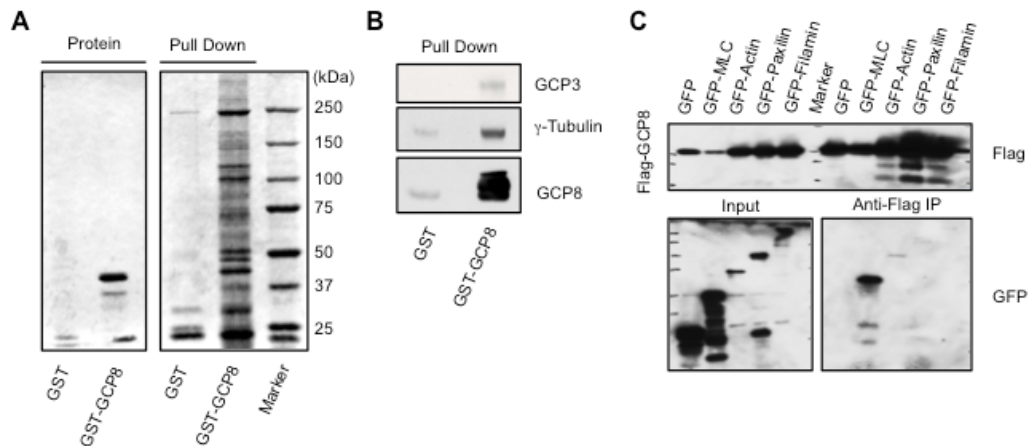 A
Protein
Pull Down
(kDa)
250
150
100
75
50
37
25
GST
GST-GCP8
GST
GST-GCP8
Marker
B
Pull Down
GCP3
γ-Tubulin
GCP8
GST
GST-GCP8
C
GFP
GFP-MLC
GFP-Actin
GFP-Paxilin
GFP-Filamin
Marker
GFP
GFP-MLC
GFP-Actin
GFP-Paxilin
GFP-Filamin
Flag-GCP8
Flag
Input
Anti-Flag IP
GFP